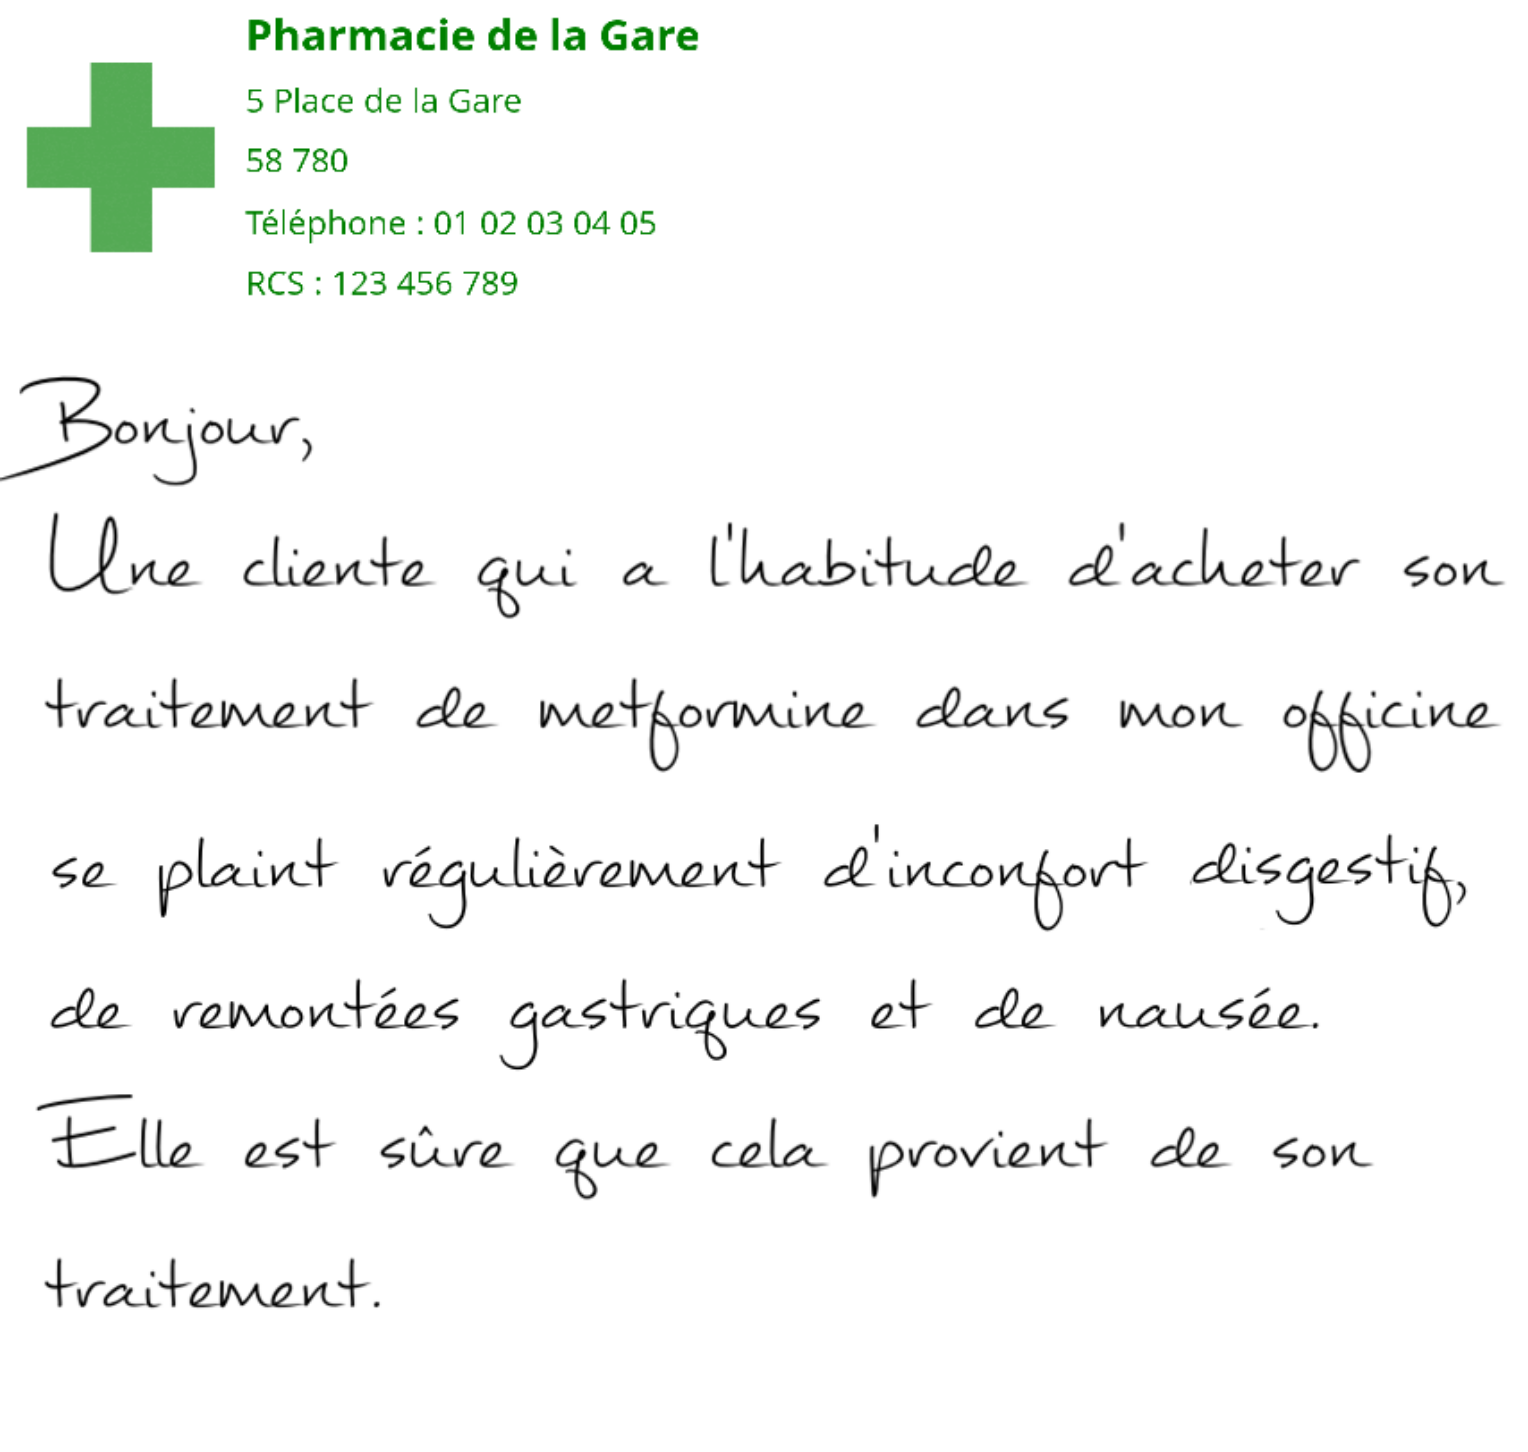 Pharmacie de la Gare
5 Place de la Gare
58 780
Téléphone : 01 02 03 04 05
RCS : 123 456 789
Bonjour,
Une cliente qui a l'habitude d'acheter son
traitement de metformine dans mon officine
se plaint régulièrement d'inconfort disgestif,
de remontées gastriques et de nausée.
Elle est sûre que cela provient de son
traitement.